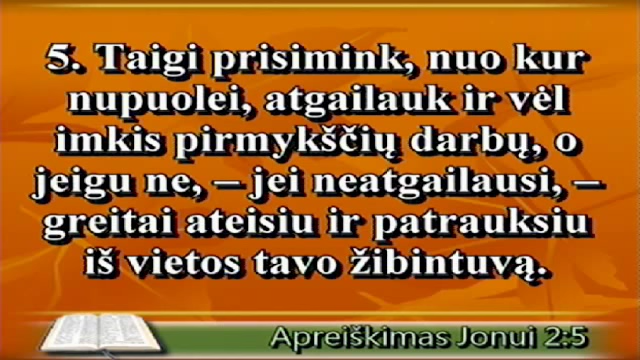 5. Taigi prisimink, nuo kur
nupuolei, atgailauk ir vėl
imkis pirmykščių darbų, o
jeigu ne, – jei neatgailausi, –
greitai ateisiu ir patrauksiu
iš vietos tavo žibintuvą.
Apreiškimas Jonui 2:5